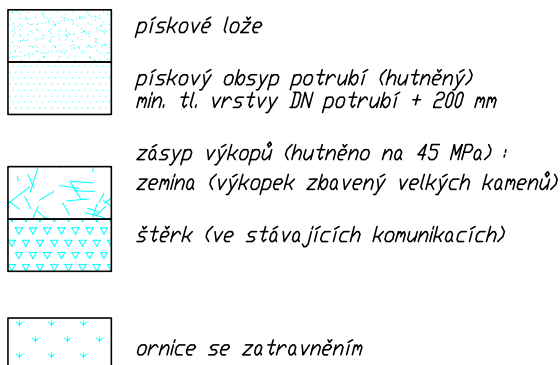 pískové lože
pískový obsyp potrubí (hutněný)
min. tl. vrstvy DN potrubí + 200 mm
zásyp výkopů (hutněno na 45 MPa) :
zemina (výkopek zbavený velkých kamenů)
štěrk (ve stávajících komunikacích)
ornice se zatravněním